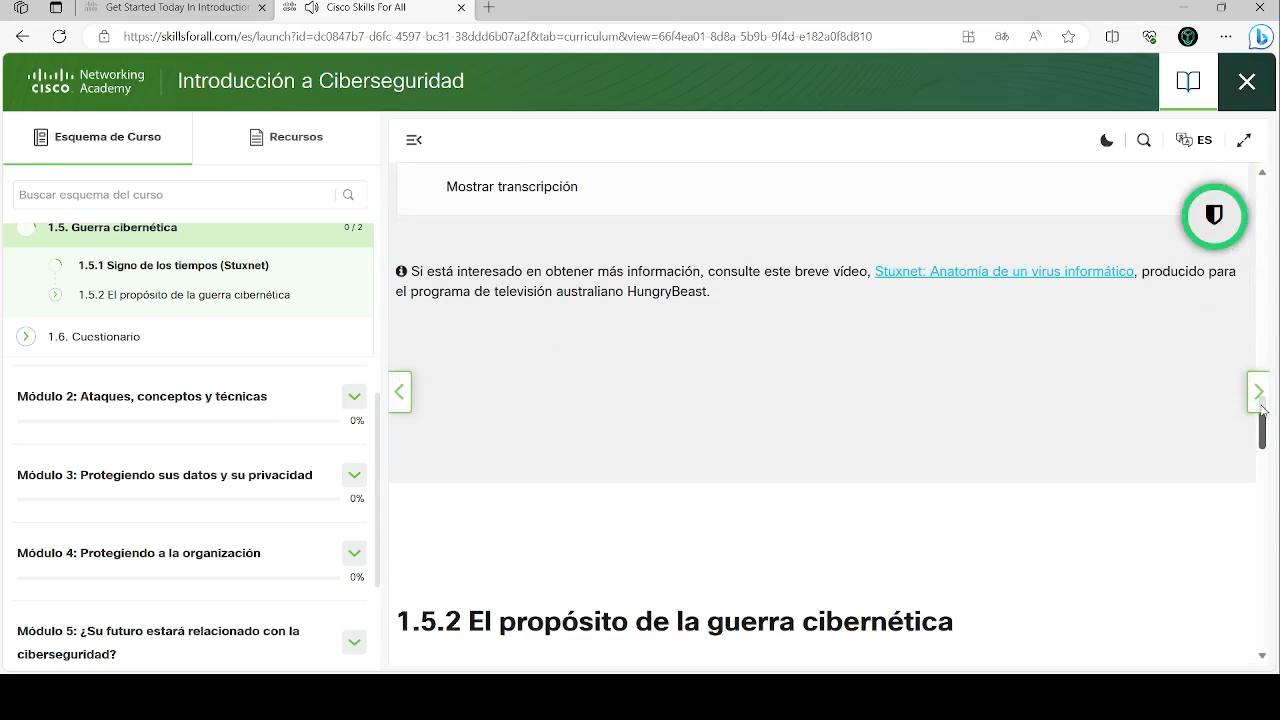 Get Started Today In Introduction
Cisco Skills For All
https://skillsforall.com/es/launch?id=dc0847b7-d6fc-4597-bc31-38ddd6b07a2f&tab=curriculum&view=66f4ea01-8d8a-5b9b-9f4d-e182a0f8d810
CISCO Networking Academy
Introducción a Ciberseguridad
Esquema de Curso
Recursos
ES
Buscar esquema del curso
1.5. Guerra cibernética
0 / 2
1.5.1 Signo de los tiempos (Stuxnet)
1.5.2 El propósito de la guerra cibernética
1.6. Cuestionario
Módulo 2: Ataques, conceptos y técnicas
0%
Módulo 3: Protegiendo sus datos y su privacidad
0%
Módulo 4: Protegiendo a la organización
0%
Módulo 5: ¿Su futuro estará relacionado con la
ciberseguridad?
Mostrar transcripción
Si está interesado en obtener más información, consulte este breve vídeo, Stuxnet: Anatomía de un virus informático, producido para
el programa de televisión australiano HungryBeast.
1.5.2 El propósito de la guerra cibernética